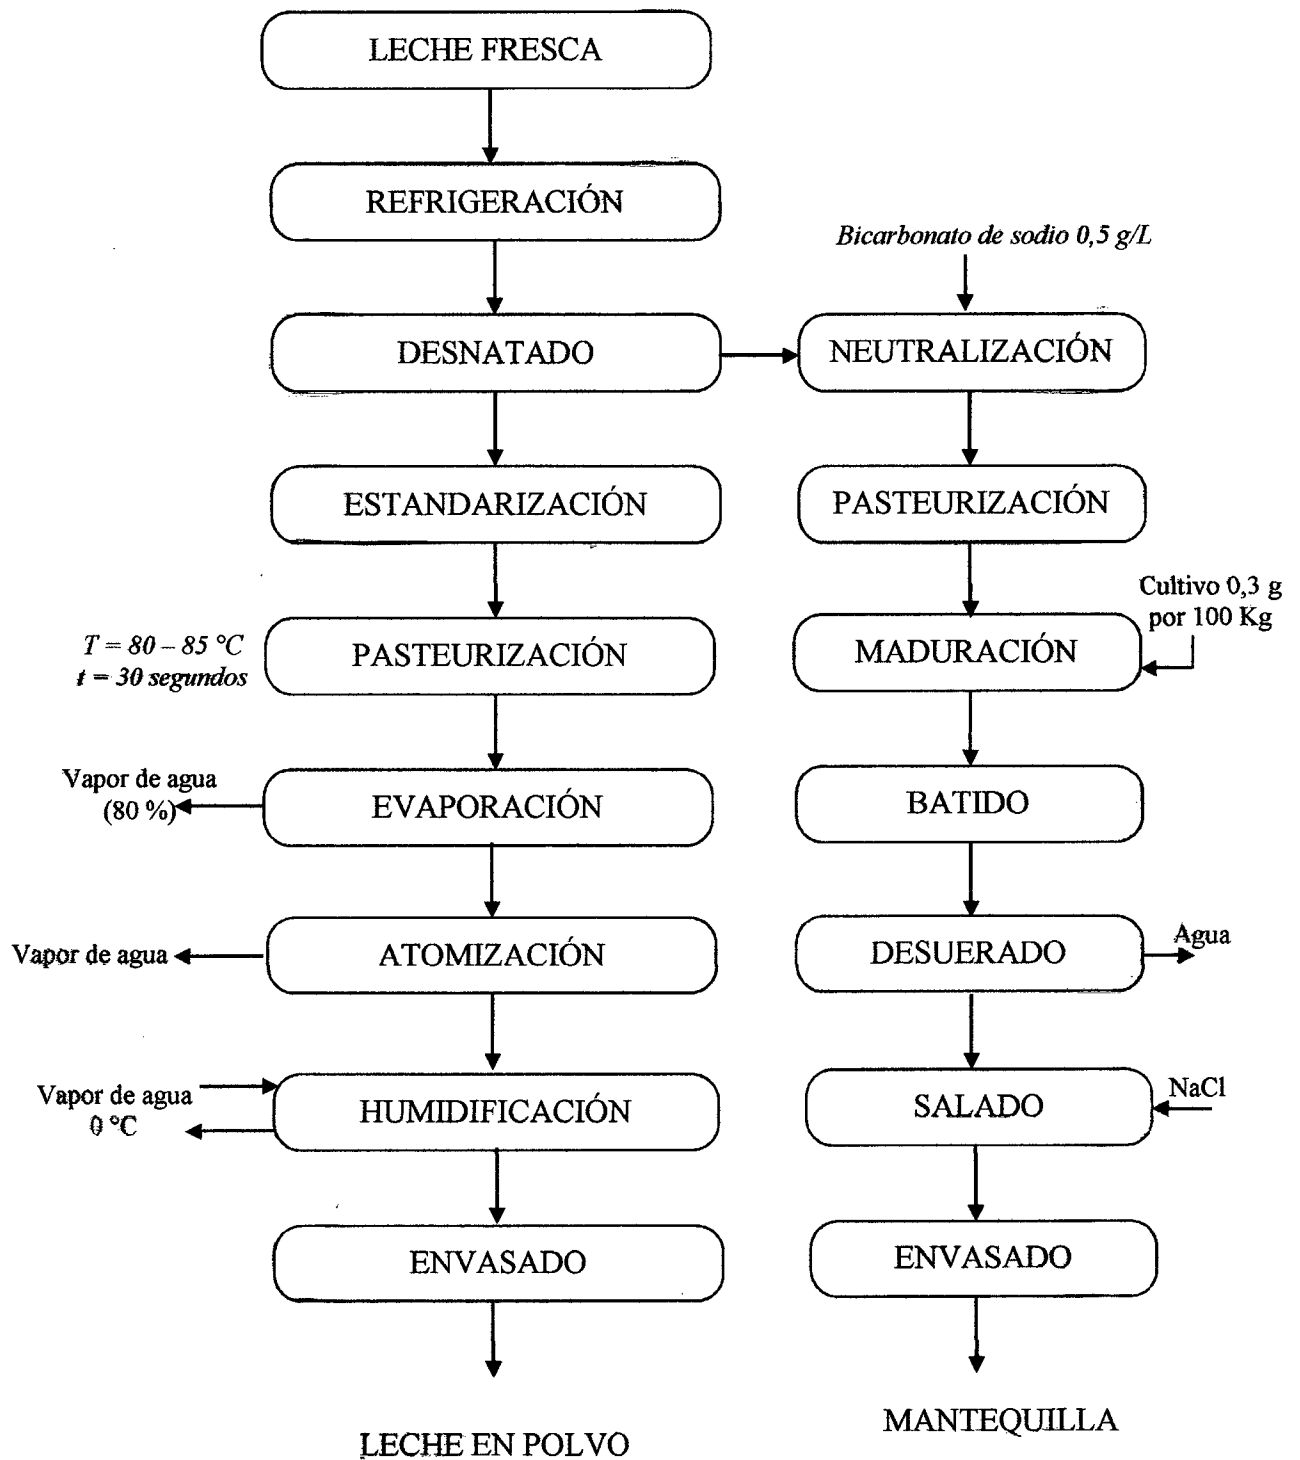 LECHE FRESCA
REFRIGERACIÓN
Bicarbonato de sodio 0,5 g/L
DESNATADO
NEUTRALIZACIÓN
ESTANDARIZACIÓN
PASTEURIZACIÓN
Cultivo 0,3 g
por 100 Kg
T = 80 – 85 °C
t = 30 segundos
PASTEURIZACIÓN
MADURACIÓN
Vapor de agua
(80 %)
EVAPORACIÓN
BATIDO
Vapor de agua
ATOMIZACIÓN
DESUERADO
Agua
Vapor de agua
0 °C
HUMIDIFICACIÓN
SALADO
NaCl
ENVASADO
ENVASADO
LECHE EN POLVO
MANTEQUILLA